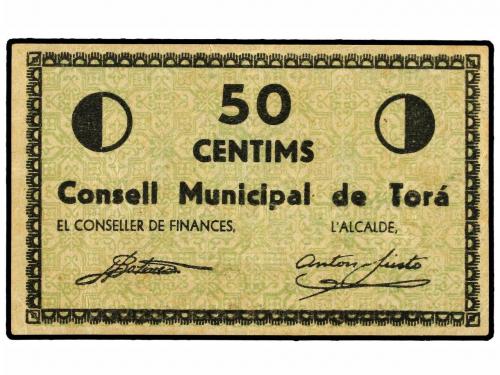 50
CENTIMS
Consell Municipal de Torá
EL CONSELLER DE FINANCES, L'ALCALDE,